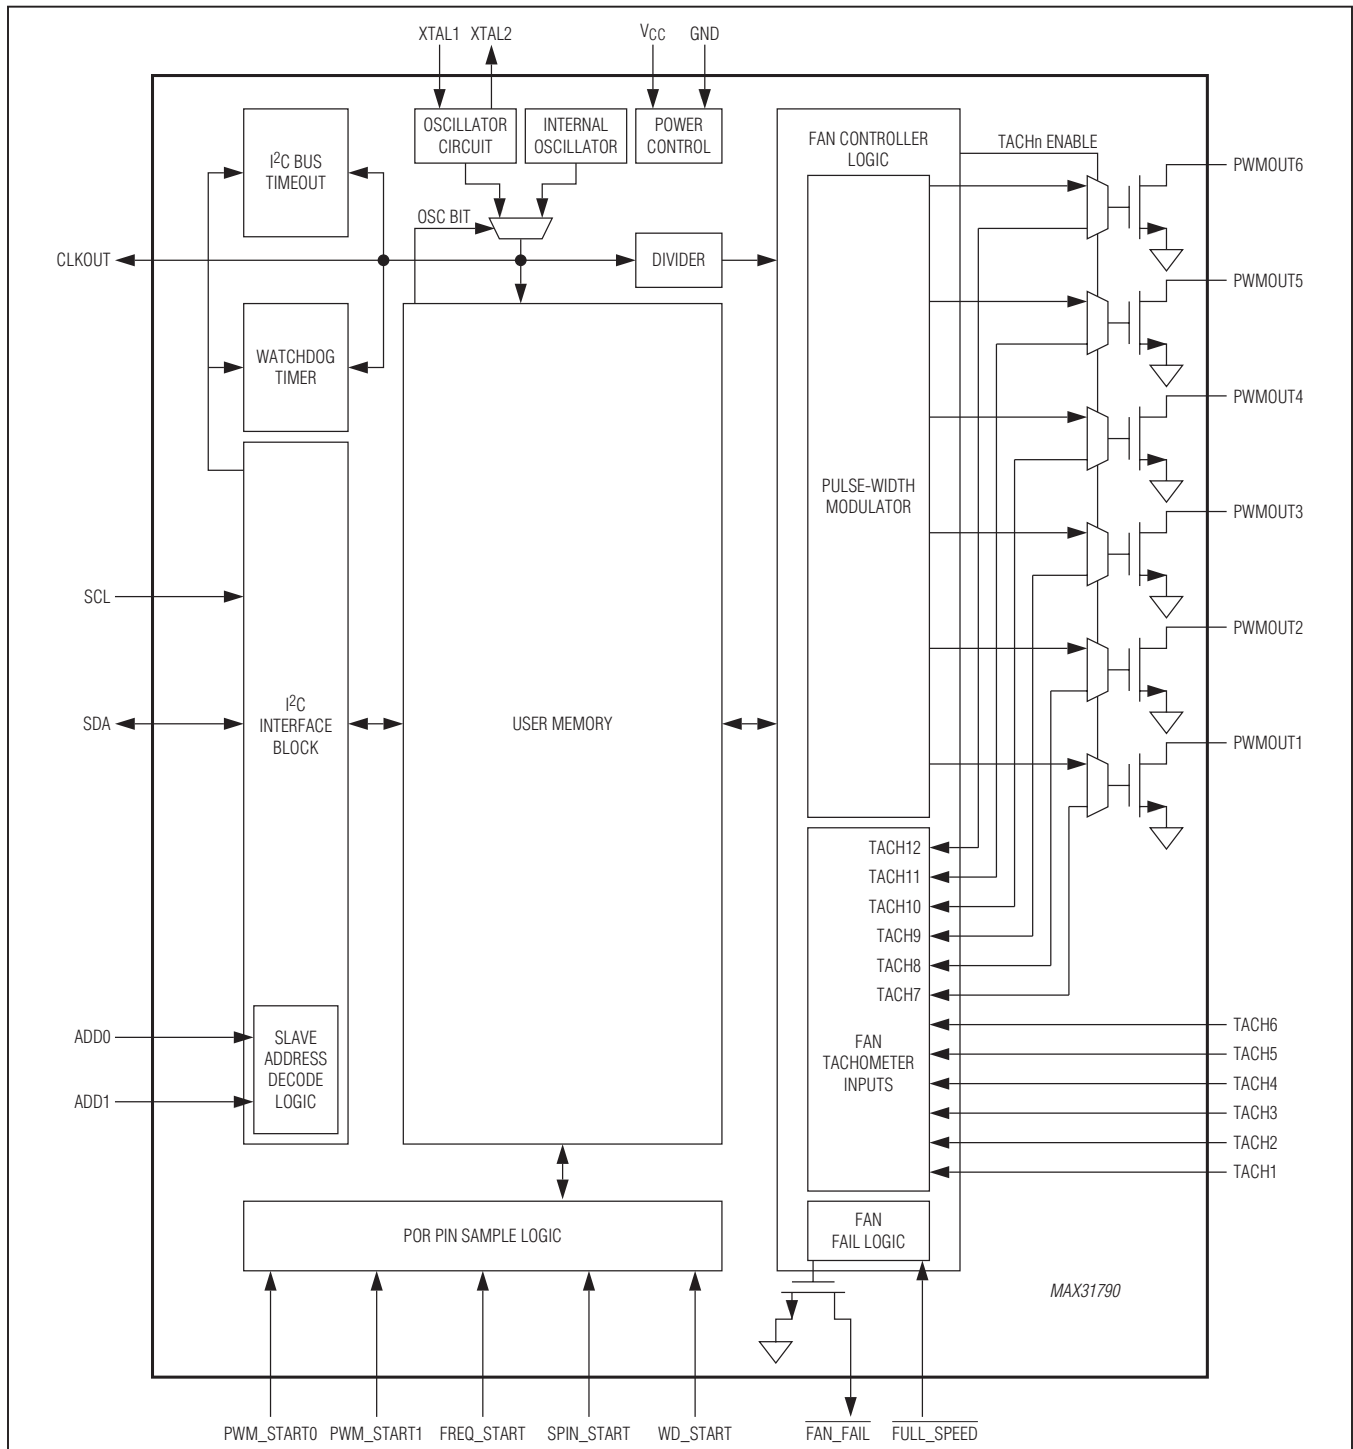 XTAL1 XTAL2
VCC GND
OSCILLATOR
CIRCUIT
INTERNAL
OSCILLATOR
POWER
CONTROL
FAN CONTROLLER
LOGIC
TACHn ENABLE
I2C BUS
TIMEOUT
OSC BIT
CLKOUT
DIVIDER
WATCHDOG
TIMER
PWMOUT6
PWMOUT5
PWMOUT4
PWMOUT3
PWMOUT2
PWMOUT1
PULSE-WIDTH
MODULATOR
SCL
SDA
I2C
INTERFACE
BLOCK
USER MEMORY
TACH12
TACH11
TACH10
TACH9
TACH8
TACH7
FAN
TACHOMETER
INPUTS
TACH6
TACH5
TACH4
TACH3
TACH2
TACH1
ADD0
ADD1
SLAVE
ADDRESS
DECODE
LOGIC
POR PIN SAMPLE LOGIC
FAN
FAIL LOGIC
MAX31790
PWM_START0 PWM_START1 FREQ_START SPIN_START WD_START FAN_FAIL FULL_SPEED